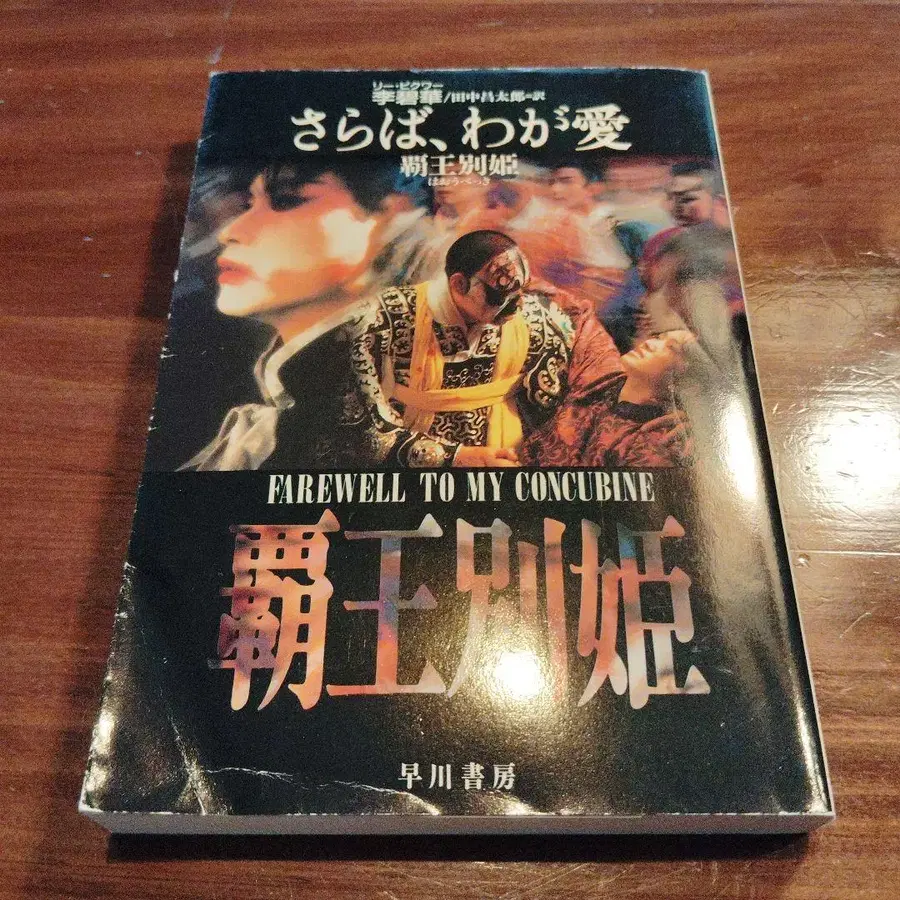 リー・ピクワー
李碧華/田中昌太郎=訳
さらば、わが愛
覇王別姫
はおうべっき
FAREWELL TO MY CONCUBINE
覇王別姫
早川書房